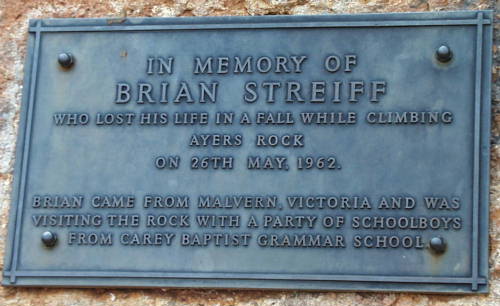 IN MEMORY OF
BRIAN STREIFF
WHO LOST HIS LIFE IN A FALL WHILE CLIMBING
AYERS ROCK
ON 26TH MAY, 1962.
BRIAN CAME FROM MALVERN, VICTORIA AND WAS
VISITING THE ROCK WITH A PARTY OF SCHOOLBOYS
FROM CAREY BAPTIST GRAMMAR SCHOOL.